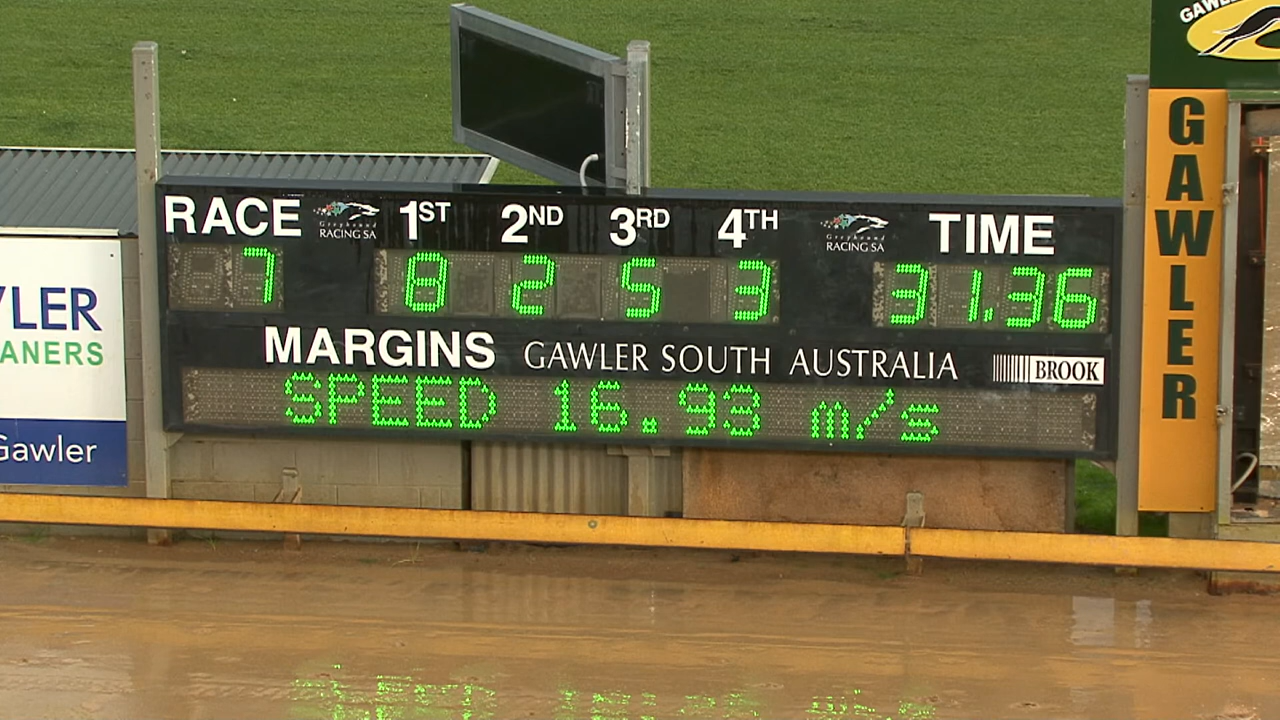 GAWLER
RACE Greyhound RACING SA 1ST 2ND 3RD 4TH Greyhound RACING SA TIME
7 8 2 5 3 31.36
MARGINS GAWLER SOUTH AUSTRALIA BROOK
SPEED 16.93 m/s
LER
ANERS
Gawler